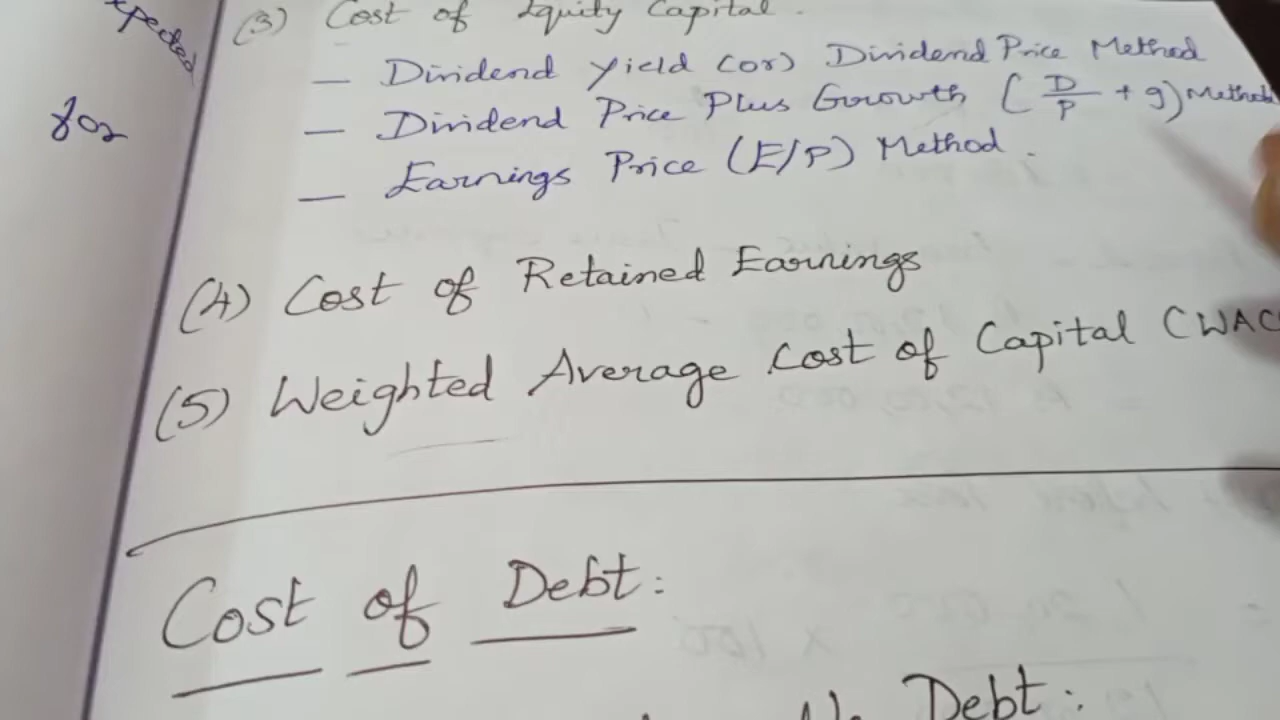 (3) Cost of Equity Capital.
— Dividend Yield (or) Dividend Price Method
— Dividend Price Plus Growth (D/P + g) Method
— Earnings Price (E/P) Method.
for
(4) Cost of Retained Earnings
(5) Weighted Average Cost of Capital (WAC
Cost of Debt:
Debt: